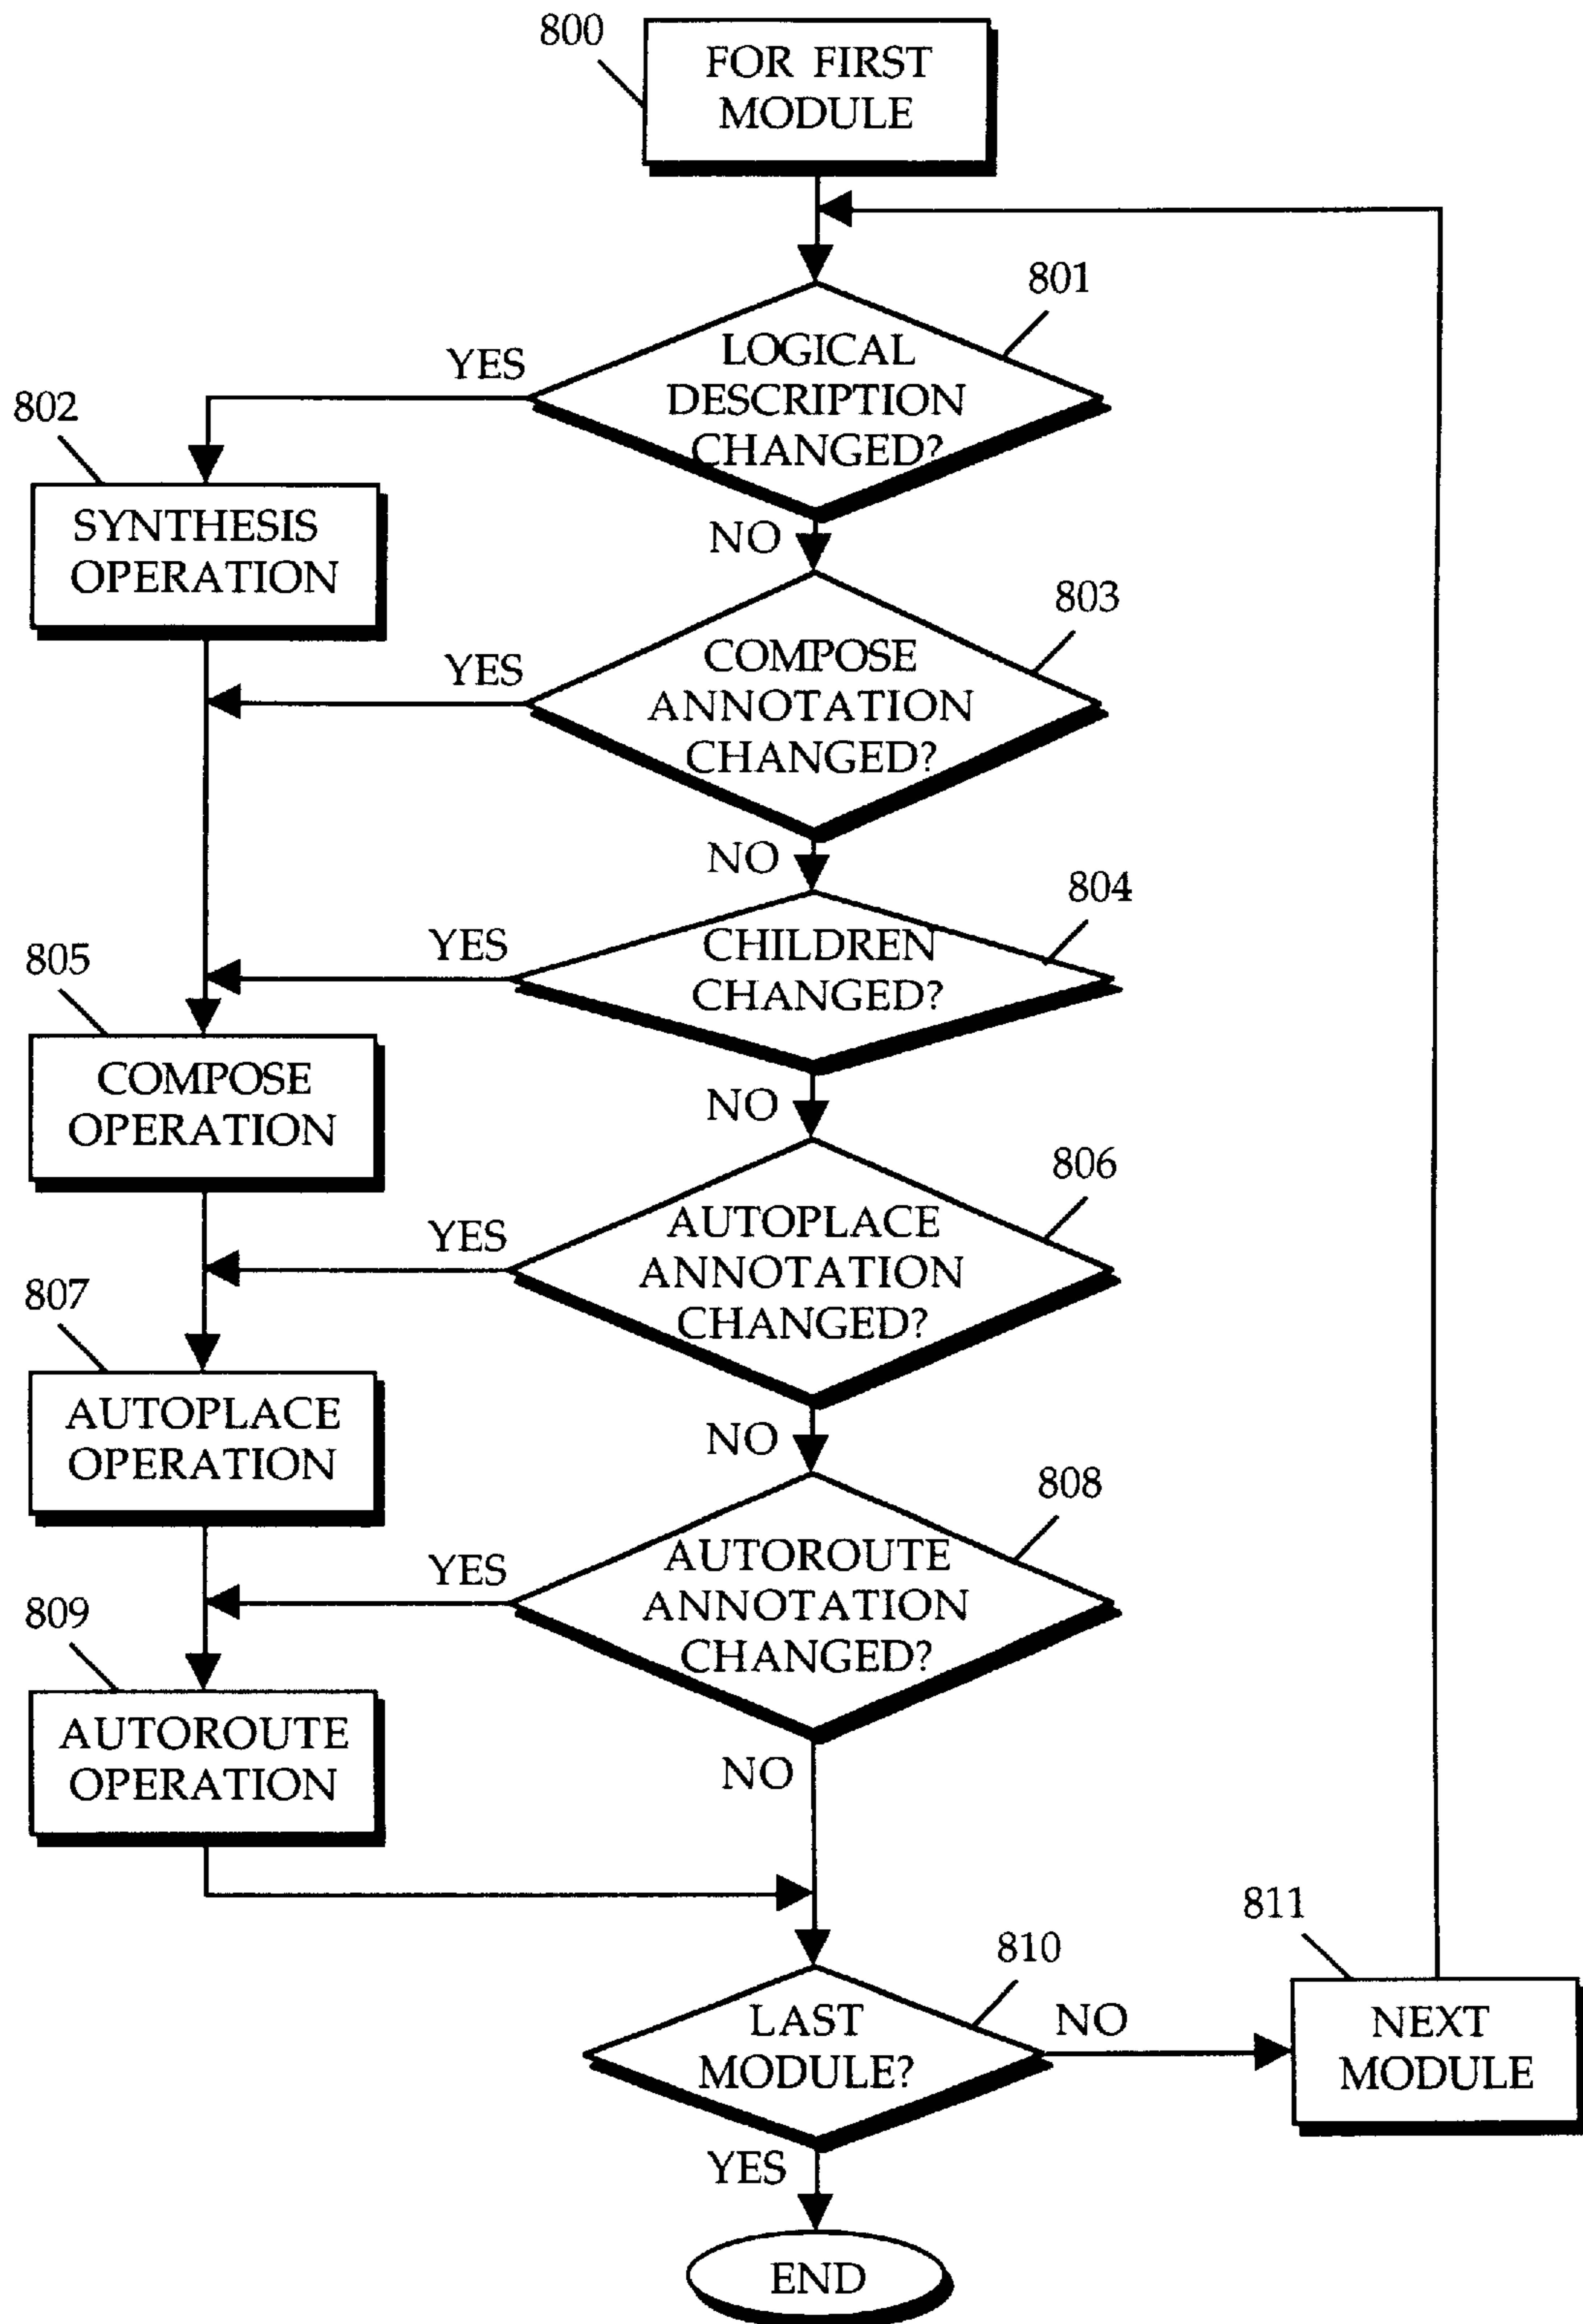 800
FOR FIRST
MODULE
801
LOGICAL
DESCRIPTION
CHANGED?
YES
802
SYNTHESIS
OPERATION
NO
803
COMPOSE
ANNOTATION
CHANGED?
YES
NO
804
CHILDREN
CHANGED?
YES
805
COMPOSE
OPERATION
NO
806
AUTOPLACE
ANNOTATION
CHANGED?
YES
807
AUTOPLACE
OPERATION
NO
808
AUTOROUTE
ANNOTATION
CHANGED?
YES
809
AUTOROUTE
OPERATION
NO
810
LAST
MODULE?
NO
811
NEXT
MODULE
YES
END